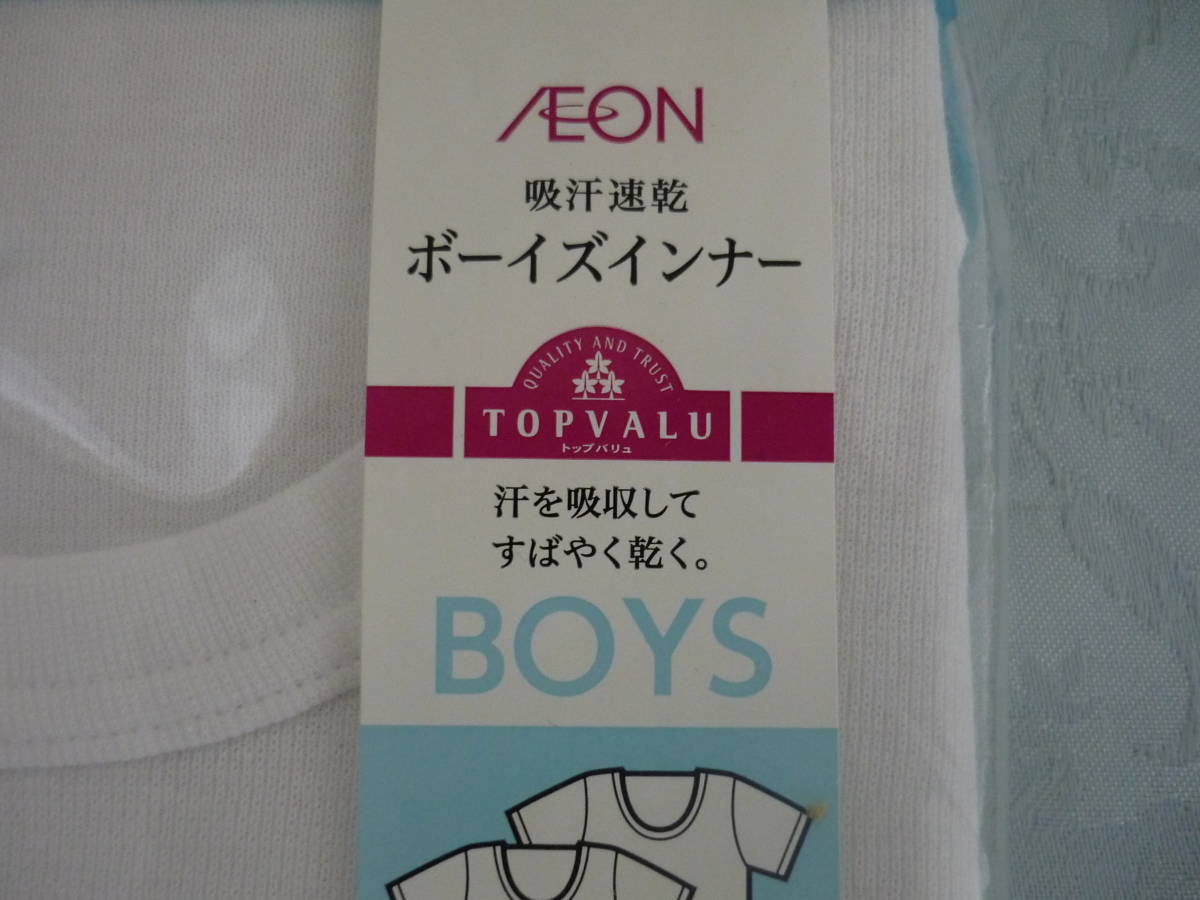 ÆON
吸汗速乾
ボーイズインナー
QUALITY AND TRUST
TOPVALU
トップバリュ
汗を吸収して
すばやく乾く。
BOYS